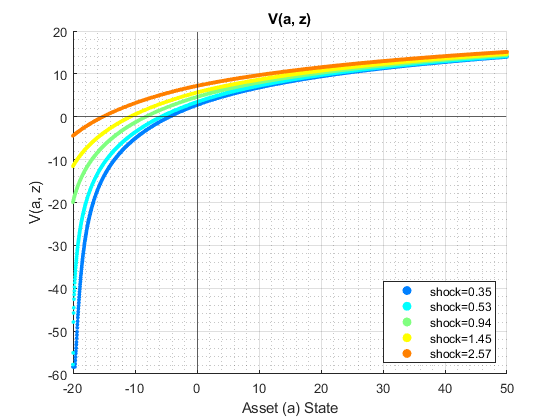 V(a, z)
20
10
0
-10
-20
-30
-40
-50
-60
V(a, z)
-20
-10
0
10
20
30
40
50
Asset (a) State
shock=0.35
shock=0.53
shock=0.94
shock=1.45
shock=2.57